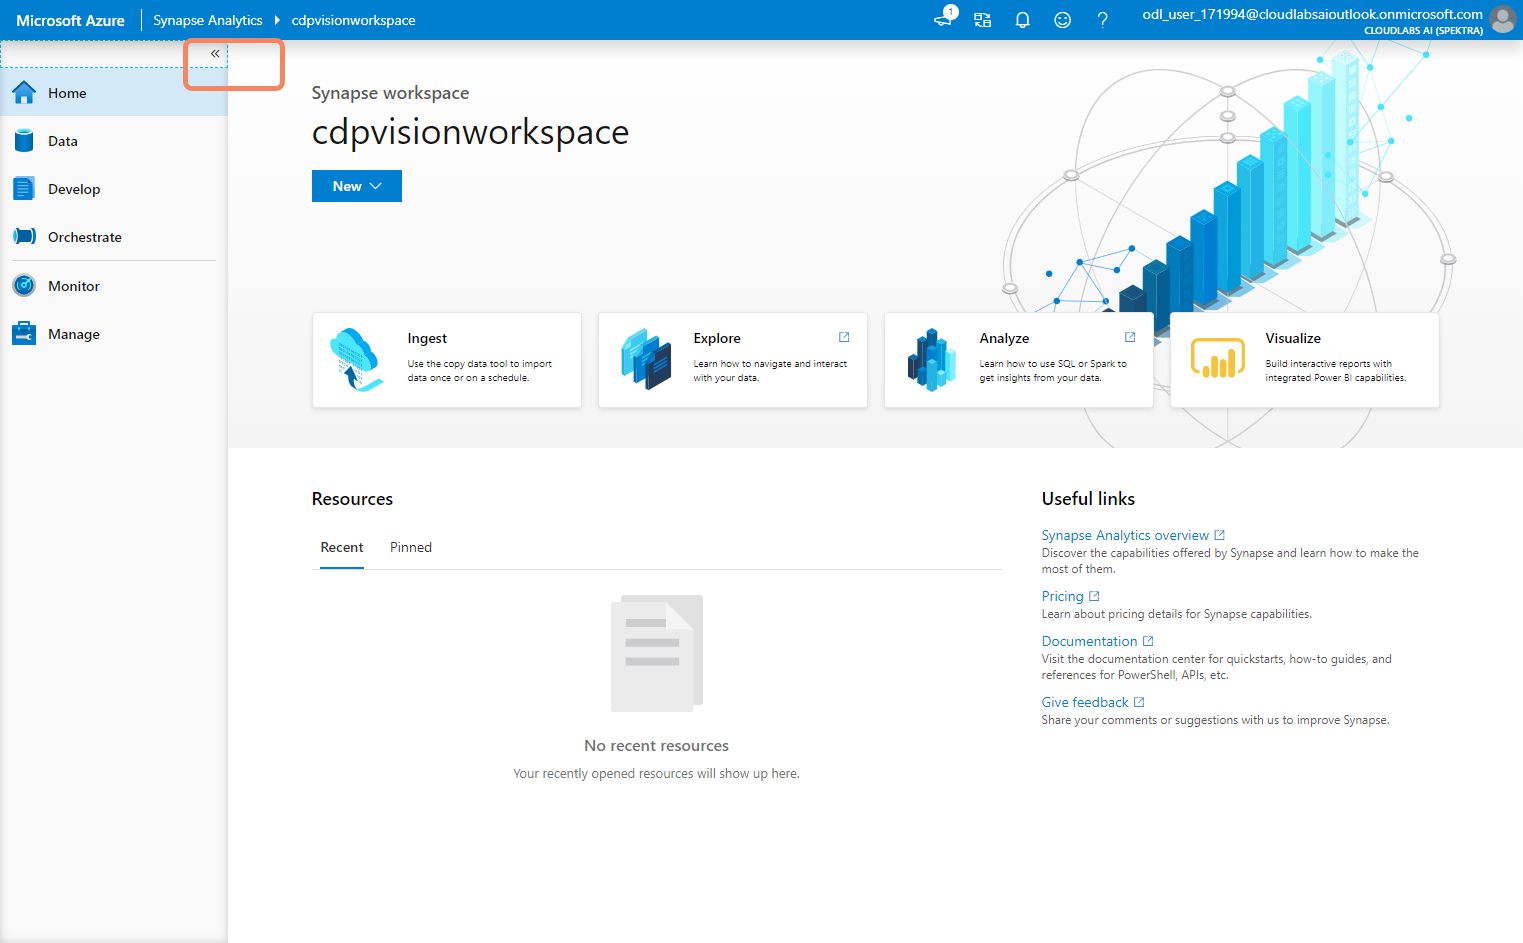 Microsoft Azure
Synapse Analytics
cdpvisionworkspace
1
?
odl_user_171994@cloudlabsaioutlook.onmicrosoft.com
CLOUDLABS AI (SPEKTRA)
«
Home
Data
Develop
Orchestrate
Monitor
Manage
Synapse workspace
cdpvisionworkspace
New
Ingest
Use the copy data tool to import
data once or on a schedule.
Explore
Learn how to navigate and interact
with your data.
Analyze
Learn how to use SQL or Spark to
get insights from your data.
Visualize
Build interactive reports with
integrated Power BI capabilities.
Resources
Recent
Pinned
No recent resources
Your recently opened resources will show up here.
Useful links
Synapse Analytics overview
Discover the capabilities offered by Synapse and learn how to make the
most of them.
Pricing
Learn about pricing details for Synapse capabilities.
Documentation
Visit the documentation center for quickstarts, how-to guides, and
references for PowerShell, APIs, etc.
Give feedback
Share your comments or suggestions with us to improve Synapse.